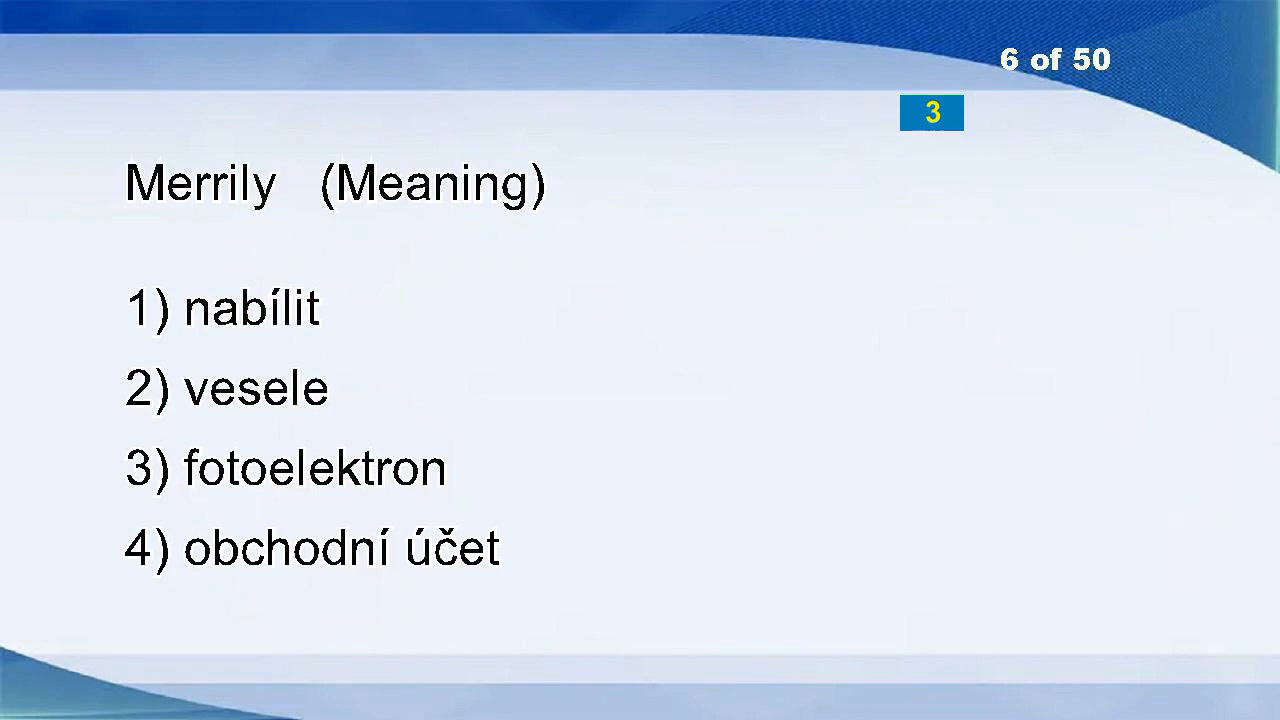 6 of 50
3
Merrily (Meaning)
1) nabílit
2) vesele
3) fotoelektron
4) obchodní účet